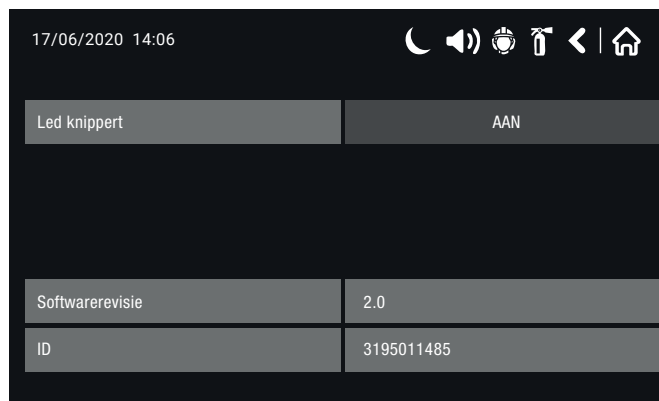 17/06/2020 14:06
Led knippert AAN
Softwarerevisie 2.0
ID 3195011485